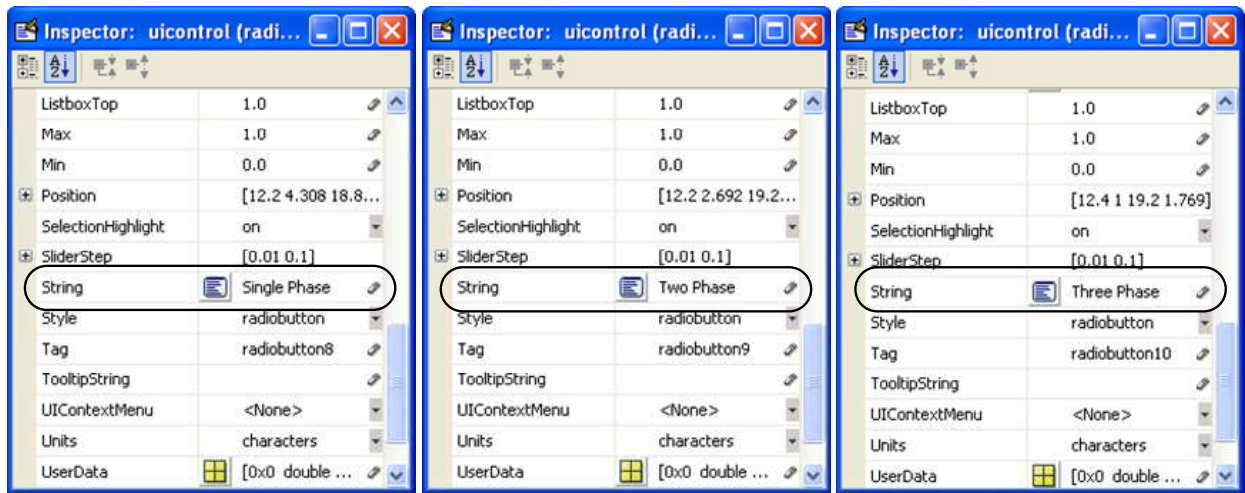 Inspector: uicontrol (radi...
ListboxTop 1.0
Max 1.0
Min 0.0
Position [12.2 4.308 18.8...
SelectionHighlight on
SliderStep [0.01 0.1]
String Single Phase
Style radiobutton
Tag radiobutton8
TooltipString
UIContextMenu <None>
Units characters
UserData [0x0 double ...
Inspector: uicontrol (radi...
ListboxTop 1.0
Max 1.0
Min 0.0
Position [12.2 2.692 19.2...
SelectionHighlight on
SliderStep [0.01 0.1]
String Two Phase
Style radiobutton
Tag radiobutton9
TooltipString
UIContextMenu <None>
Units characters
UserData [0x0 double ...
Inspector: uicontrol (radi...
ListboxTop 1.0
Max 1.0
Min 0.0
Position [12.4 1 19.2 1.769]
SelectionHighlight on
SliderStep [0.01 0.1]
String Three Phase
Style radiobutton
Tag radiobutton10
TooltipString
UIContextMenu <None>
Units characters
UserData [0x0 double ...